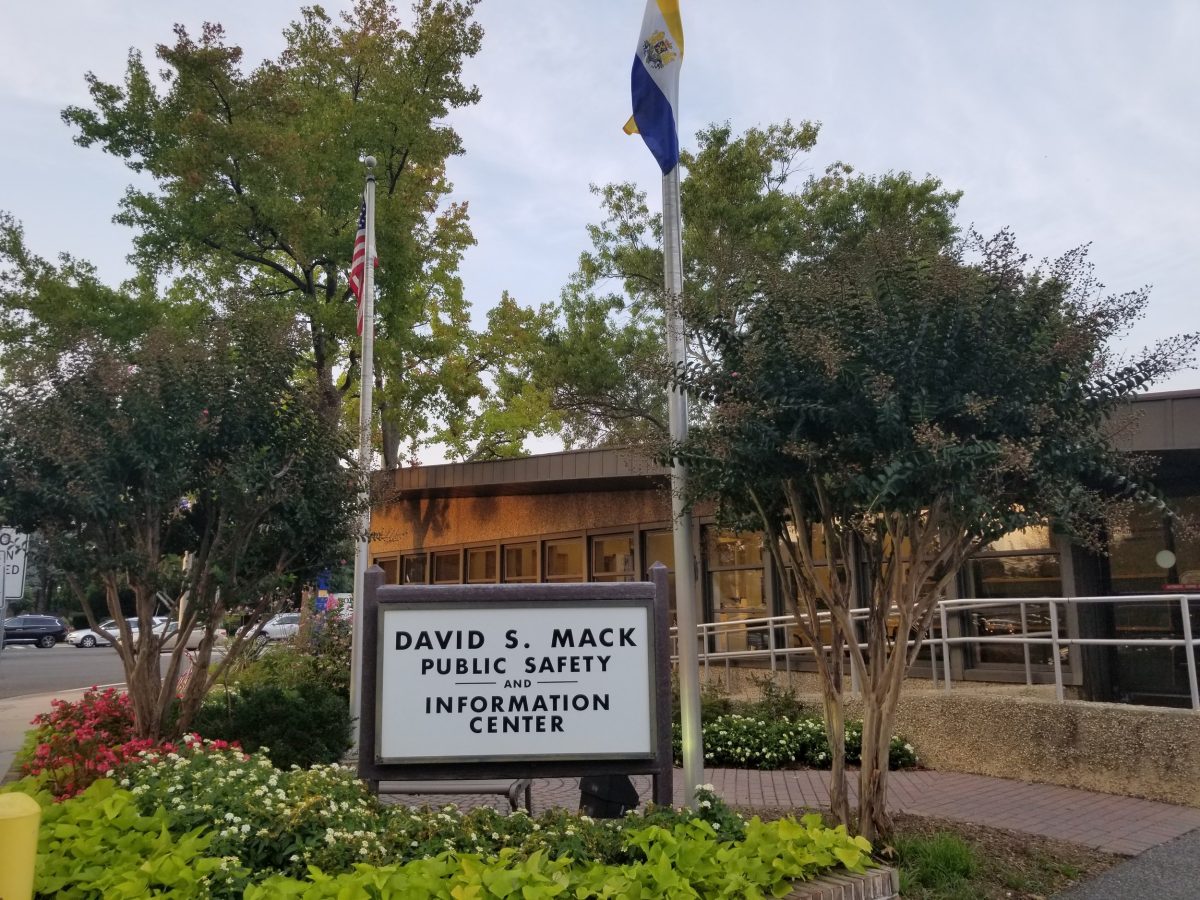 DAVID S. MACK
PUBLIC SAFETY
AND
INFORMATION
CENTER